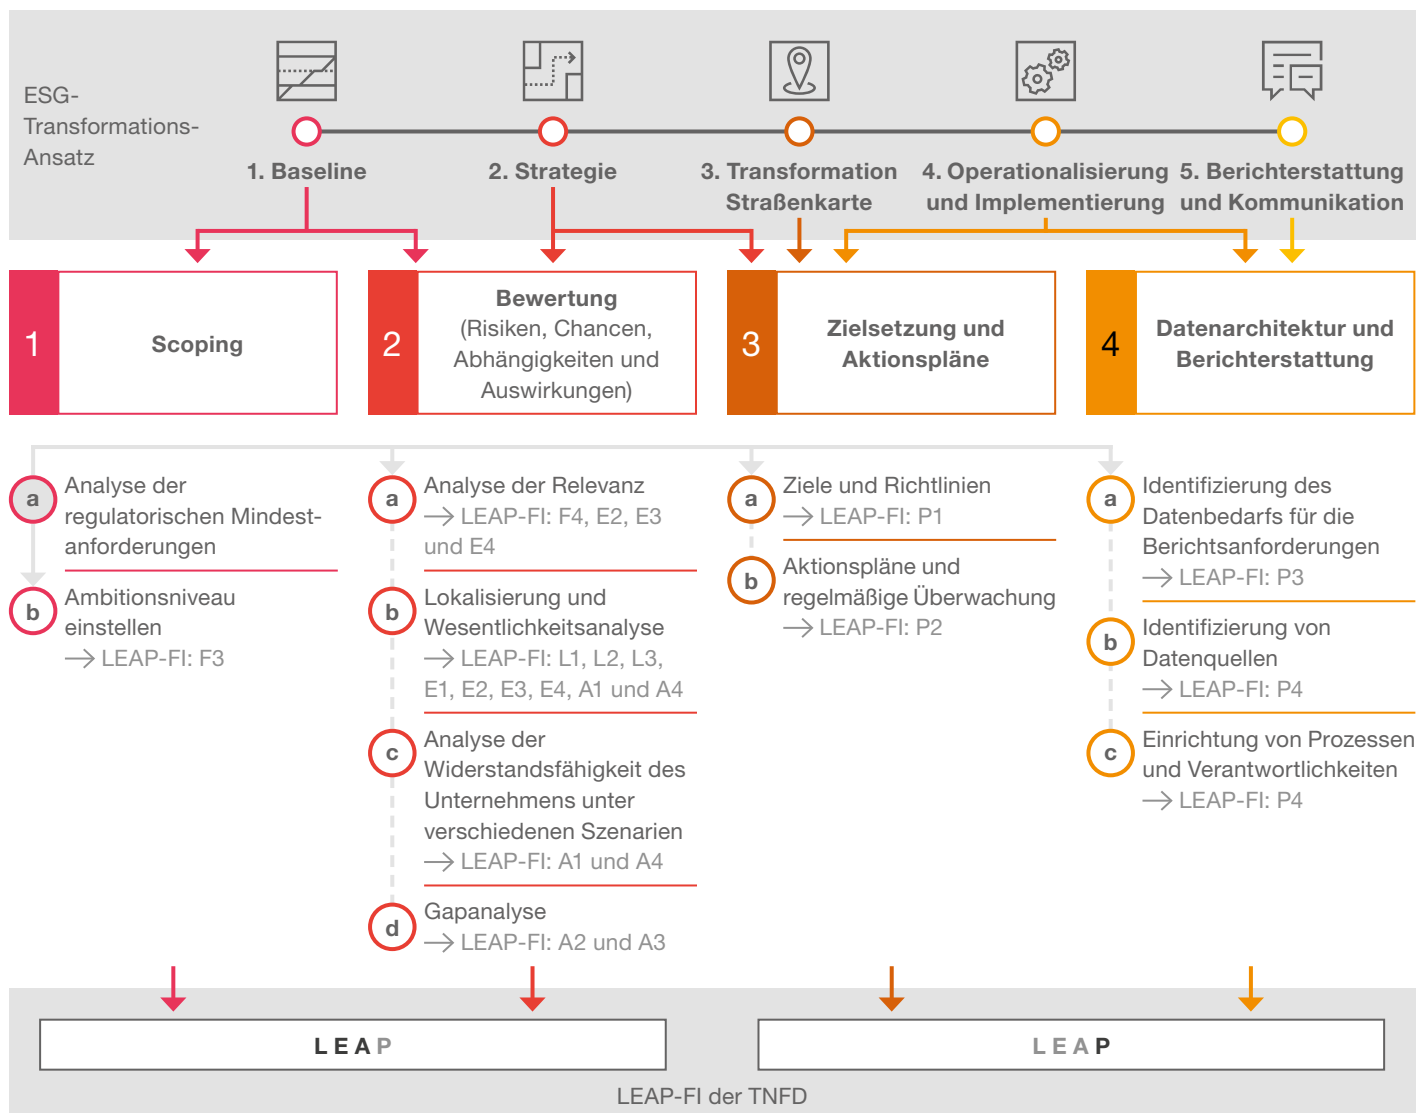 ESG-
Transformations-
Ansatz
1. Baseline
2. Strategie
3. Transformation
Straßenkarte
4. Operationalisierung
und Implementierung
5. Berichterstattung
und Kommunikation
1
Scoping
2
Bewertung
(Risiken, Chancen,
Abhängigkeiten und
Auswirkungen)
3
Zielsetzung und
Aktionspläne
4
Datenarchitektur und
Berichterstattung
a
Analyse der
regulatorischen Mindest-
anforderungen
b
Ambitionsniveau
einstellen
→ LEAP-FI: F3
a
Analyse der Relevanz
→ LEAP-FI: F4, E2, E3
und E4
b
Lokalisierung und
Wesentlichkeitsanalyse
→ LEAP-FI: L1, L2, L3,
E1, E2, E3, E4, A1 und A4
c
Analyse der
Widerstandsfähigkeit des
Unternehmens unter
verschiedenen Szenarien
→ LEAP-FI: A1 und A4
d
Gapanalyse
→ LEAP-FI: A2 und A3
a
Ziele und Richtlinien
→ LEAP-FI: P1
b
Aktionspläne und
regelmäßige Überwachung
→ LEAP-FI: P2
a
Identifizierung des
Datenbedarfs für die
Berichtsanforderungen
→ LEAP-FI: P3
b
Identifizierung von
Datenquellen
→ LEAP-FI: P4
c
Einrichtung von Prozessen
und Verantwortlichkeiten
→ LEAP-FI: P4
LEAP
LEAP
LEAP-FI der TNFD